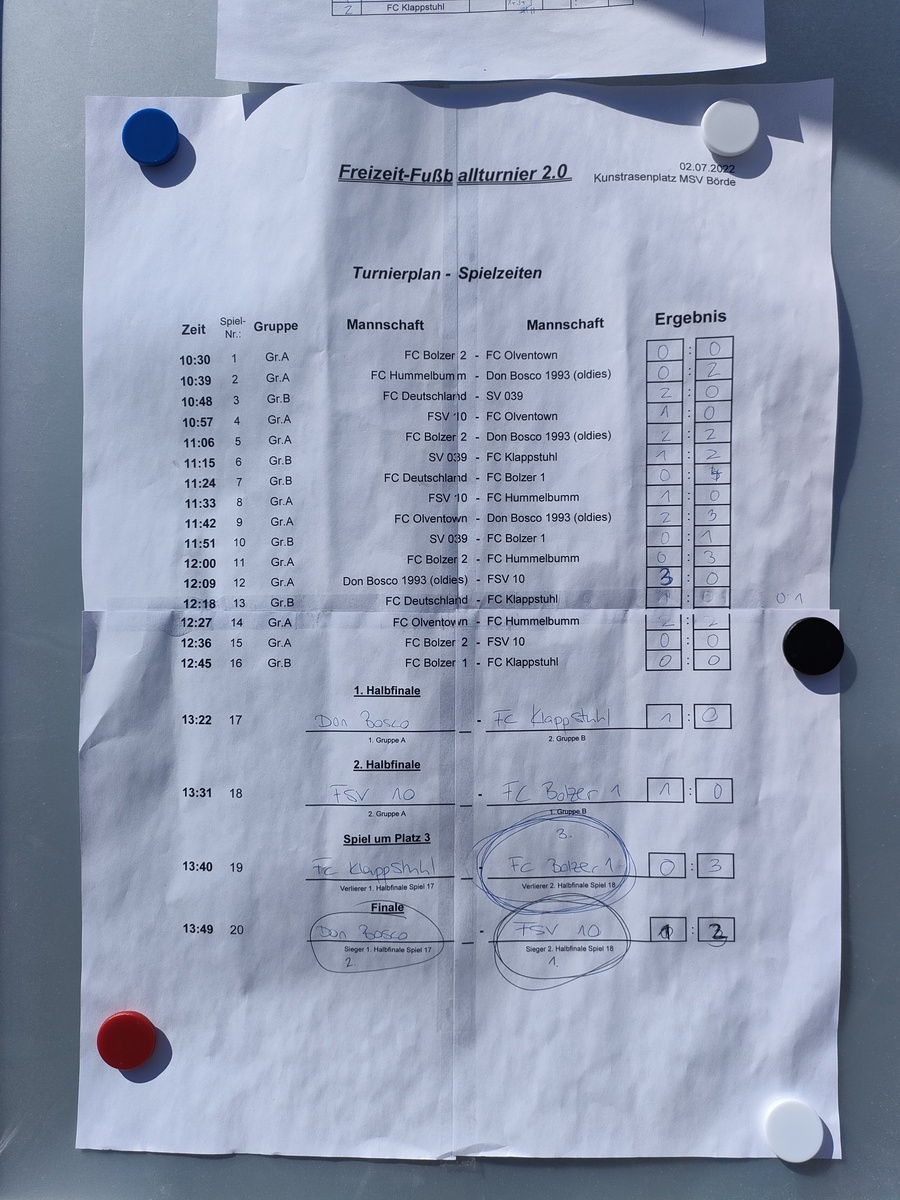 2 FC Klappstuhl
Freizeit-Fußballturnier 2.0
02.07.2022
Kunstrasenplatz MSV Börde
Turnierplan - Spielzeiten
Zeit Spiel-Nr.: Gruppe Mannschaft Mannschaft Ergebnis
10:30 1 Gr.A FC Bolzer 2 - FC Olventown 0 : 0
10:39 2 Gr.A FC Hummelbumm - Don Bosco 1993 (oldies) 0 : 2
10:48 3 Gr.B FC Deutschland - SV 039 2 : 0
10:57 4 Gr.A FSV 10 - FC Olventown 1 : 0
11:06 5 Gr.A FC Bolzer 2 - Don Bosco 1993 (oldies) 2 : 2
11:15 6 Gr.B SV 039 - FC Klappstuhl 1 : 2
11:24 7 Gr.B FC Deutschland - FC Bolzer 1 0 :
11:33 8 Gr.A FSV 10 - FC Hummelbumm 1 : 0
11:42 9 Gr.A FC Olventown - Don Bosco 1993 (oldies) 2 : 3
11:51 10 Gr.B SV 039 - FC Bolzer 1 0 : 1
12:00 11 Gr.A FC Bolzer 2 - FC Hummelbumm 0 : 3
12:09 12 Gr.A Don Bosco 1993 (oldies) - FSV 10 3 : 0
12:18 13 Gr.B FC Deutschland - FC Klappstuhl : 0 1
12:27 14 Gr.A FC Olventown - FC Hummelbumm 2 : 2
12:36 15 Gr.A FC Bolzer 2 - FSV 10 0 : 0
12:45 16 Gr.B FC Bolzer 1 - FC Klappstuhl 0 : 0
1. Halbfinale
13:22 17 Don Bosco - FC Klappstuhl 1 : 0
1. Gruppe A 2. Gruppe B
2. Halbfinale
13:31 18 FSV 10 - FC Bolzer 1 1 : 0
2. Gruppe A 1. Gruppe B
Spiel um Platz 3
3.
13:40 19 FC Klappstuhl - FC Bolzer 1 0 : 3
Verlierer 1. Halbfinale Spiel 17 Verlierer 2. Halbfinale Spiel 18
Finale
13:49 20 Don Bosco - FSV 10 1 : 2
Sieger 1. Halbfinale Spiel 17 Sieger 2. Halbfinale Spiel 18
2 1.